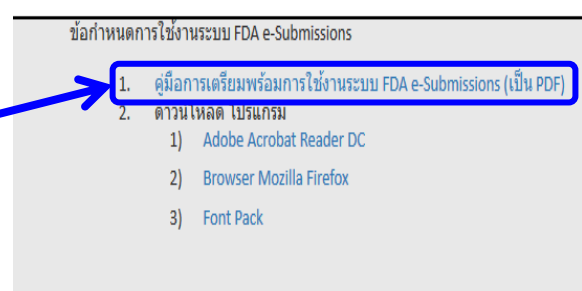 ข้อกำหนดการใช้งานระบบ FDA e-Submissions
1. คู่มือการเตรียมพร้อมการใช้งานระบบ FDA e-Submissions (เป็น PDF)
2. ดาวน์โหลด โปรแกรม
1) Adobe Acrobat Reader DC
2) Browser Mozilla Firefox
3) Font Pack